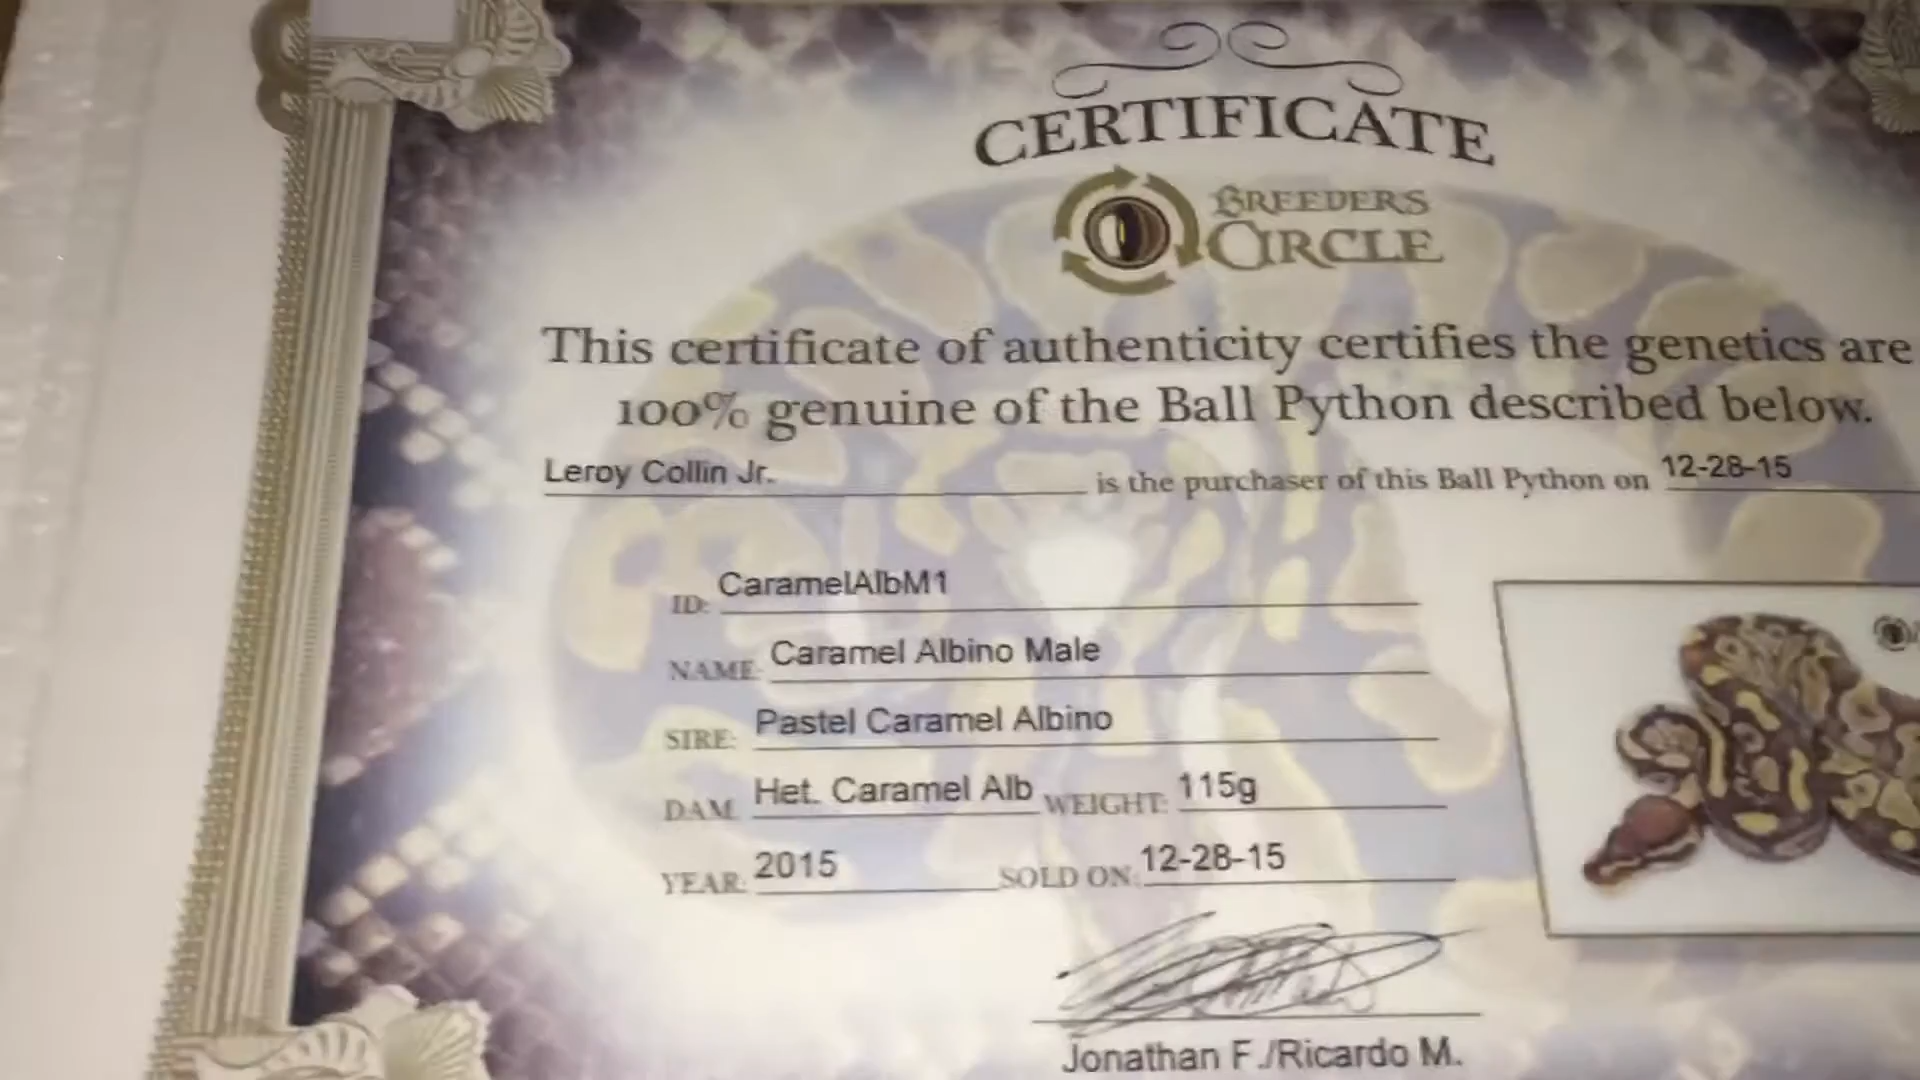 CERTIFICATE
BREEDERS
CIRCLE
This certificate of authenticity certifies the genetics are
100% genuine of the Ball Python described below.
Leroy Collin Jr. is the purchaser of this Ball Python on 12-28-15
ID: CaramelAlbM1
NAME: Caramel Albino Male
SIRE: Pastel Caramel Albino
DAM: Het. Caramel Alb WEIGHT: 115g
YEAR: 2015 SOLD ON: 12-28-15
Jonathan F./Ricardo M.